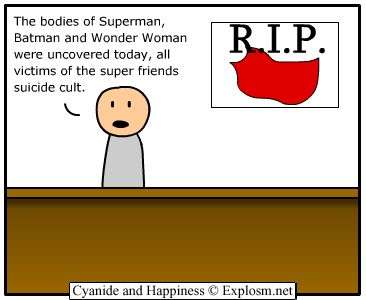 The bodies of Superman,
Batman and Wonder Woman
were uncovered today, all
victims of the super friends
suicide cult.
R.I.P.
Cyanide and Happiness © Explosm.net